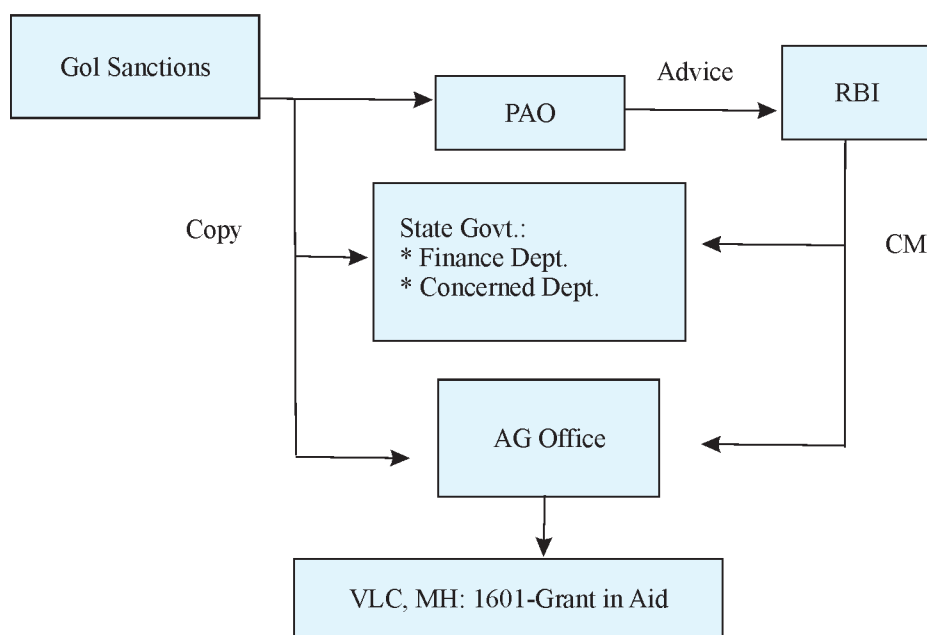 GoI Sanctions
Advice
RBI
PAO
Copy
State Govt.:
* Finance Dept.
* Concerned Dept.
CM
AG Office
VLC, MH: 1601-Grant in Aid